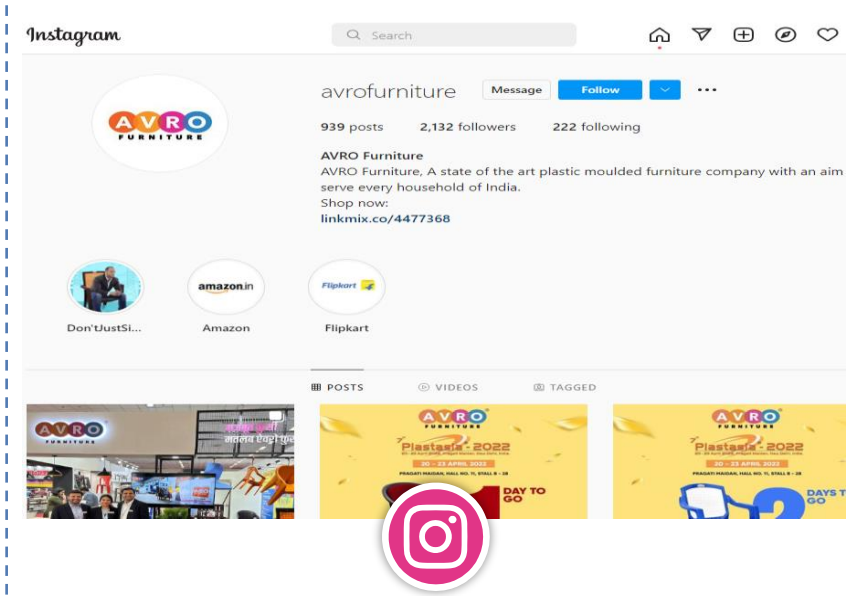 Instagram
Search
avrofurniture Message Follow
939 posts 2,132 followers 222 following
AVRO Furniture
AVRO Furniture, A state of the art plastic moulded furniture company with an aim
serve every household of India.
Shop now:
linkmix.co/4477368
amazon.in
Flipkart
Don'tJustSi... Amazon Flipkart
POSTS VIDEOS TAGGED
AVRO
FURNITURE
AVRO
FURNITURE
Plastasia - 2022
20 - 23 APRIL 2022
PRAGATI MAIDAN, HALL NO. 11, STALL B - 28
DAY TO
GO
AVRO
FURNITURE
Plastasia - 2022
20 - 23 APRIL 2022
PRAGATI MAIDAN, HALL NO. 11, STALL B - 28
2 DAYS T
GO
AVRO
FURNITURE
मतलब एवरो